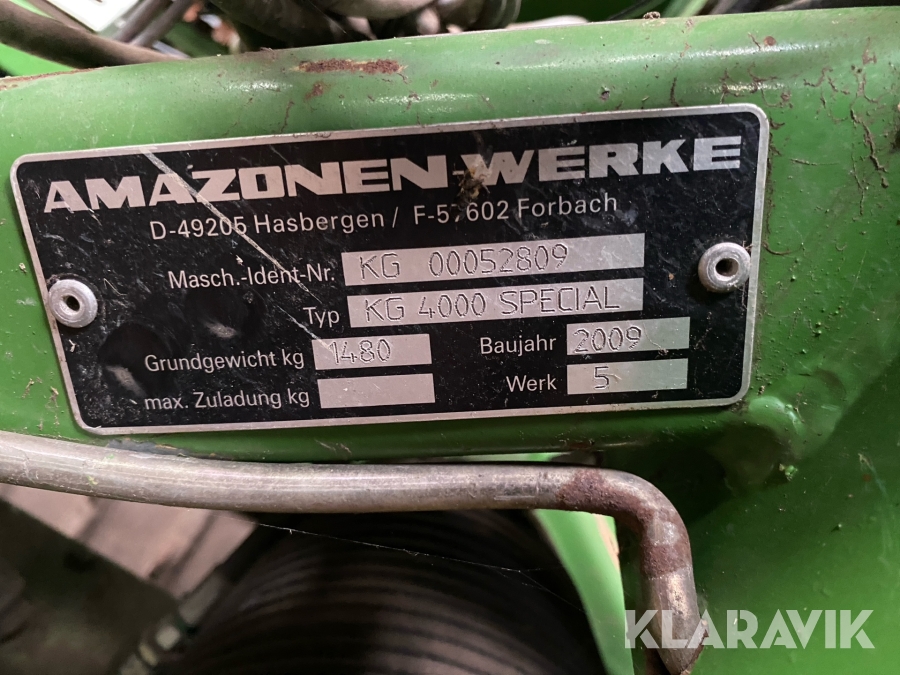 AMAZONEN-WERKE
D-49205 Hasbergen / F-57602 Forbach
Masch.-Ident-Nr. KG 00052809
Typ KG 4000 SPECIAL
Grundgewicht kg 1480 Baujahr 2009
max. Zuladung kg Werk 5
KLARAVIK